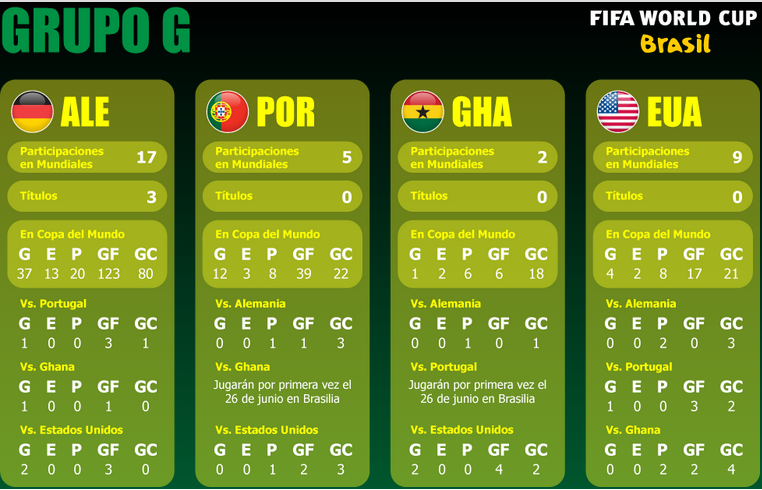 GRUPO G
FIFA WORLD CUP
Brasil
ALE
Participaciones
en Mundiales 17
Títulos 3
En Copa del Mundo
G E P GF GC
37 13 20 123 80
Vs. Portugal
G E P GF GC
1 0 0 3 1
Vs. Ghana
G E P GF GC
1 0 0 1 0
Vs. Estados Unidos
G E P GF GC
2 0 0 3 0
POR
Participaciones
en Mundiales 5
Títulos 0
En Copa del Mundo
G E P GF GC
12 3 8 39 22
Vs. Alemania
G E P GF GC
0 0 1 1 3
Vs. Ghana
Jugarán por primera vez el
26 de junio en Brasilia
Vs. Estados Unidos
G E P GF GC
0 0 1 2 3
GHA
Participaciones
en Mundiales 2
Títulos 0
En Copa del Mundo
G E P GF GC
1 2 6 6 18
Vs. Alemania
G E P GF GC
0 0 1 0 1
Vs. Portugal
Jugarán por primera vez el
26 de junio en Brasilia
Vs. Estados Unidos
G E P GF GC
2 0 0 4 2
EUA
Participaciones
en Mundiales 9
Títulos 0
En Copa del Mundo
G E P GF GC
4 2 8 17 21
Vs. Alemania
G E P GF GC
0 0 2 0 3
Vs. Portugal
G E P GF GC
1 0 0 3 2
Vs. Ghana
G E P GF GC
0 0 2 2 4